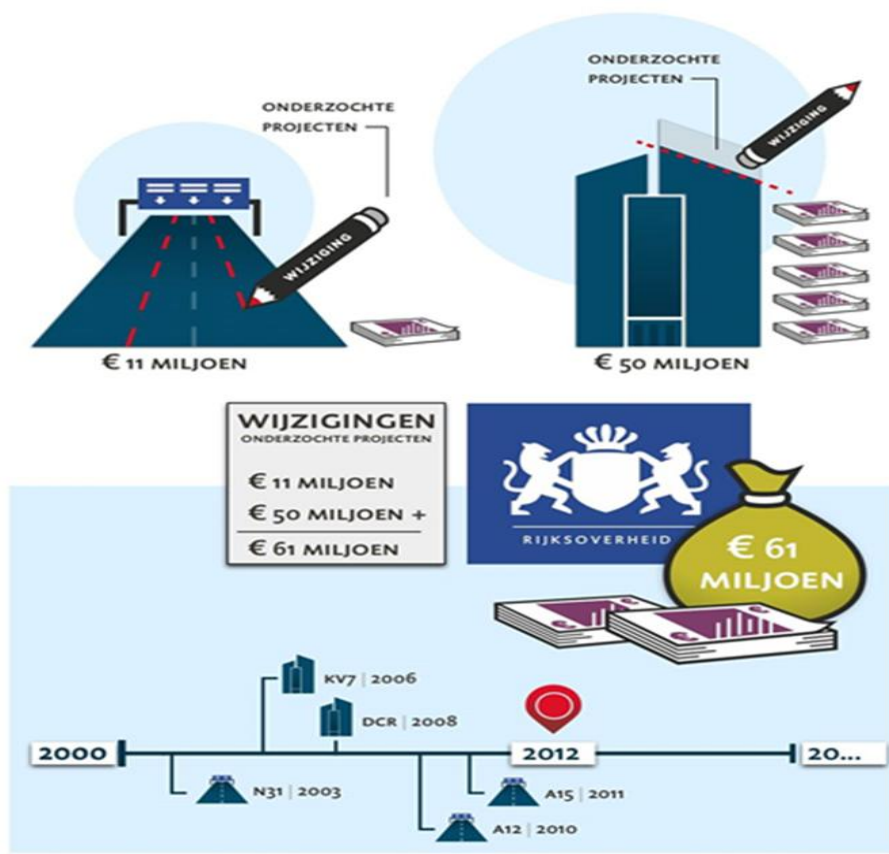 ONDERZOCHTE
PROJECTEN
WIJZIGING
€ 11 MILJOEN
ONDERZOCHTE
PROJECTEN
WIJZIGING
€ 50 MILJOEN
WIJZIGINGEN
ONDERZOCHTE PROJECTEN
€ 11 MILJOEN
€ 50 MILJOEN +
€ 61 MILJOEN
RIJKSOVERHEID
€ 61
MILJOEN
KV7 | 2006
DCR | 2008
2000
2012
20...
N31 | 2003
A15 | 2011
A12 | 2010